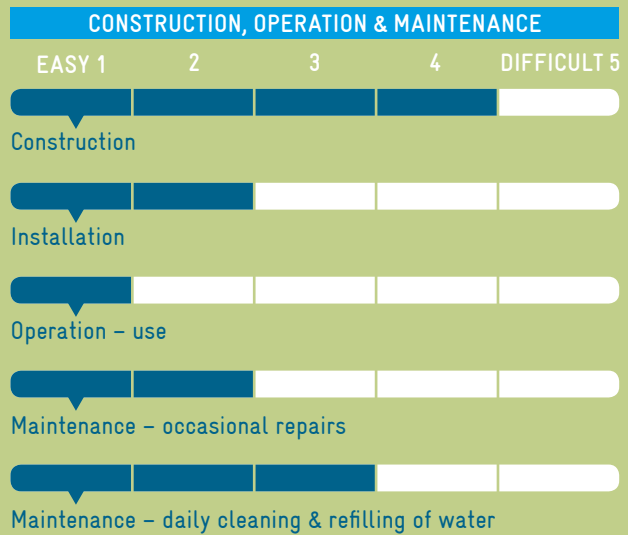 CONSTRUCTION, OPERATION & MAINTENANCE
EASY 1 2 3 4 DIFFICULT 5
Construction
Installation
Operation – use
Maintenance – occasional repairs
Maintenance – daily cleaning & refilling of water